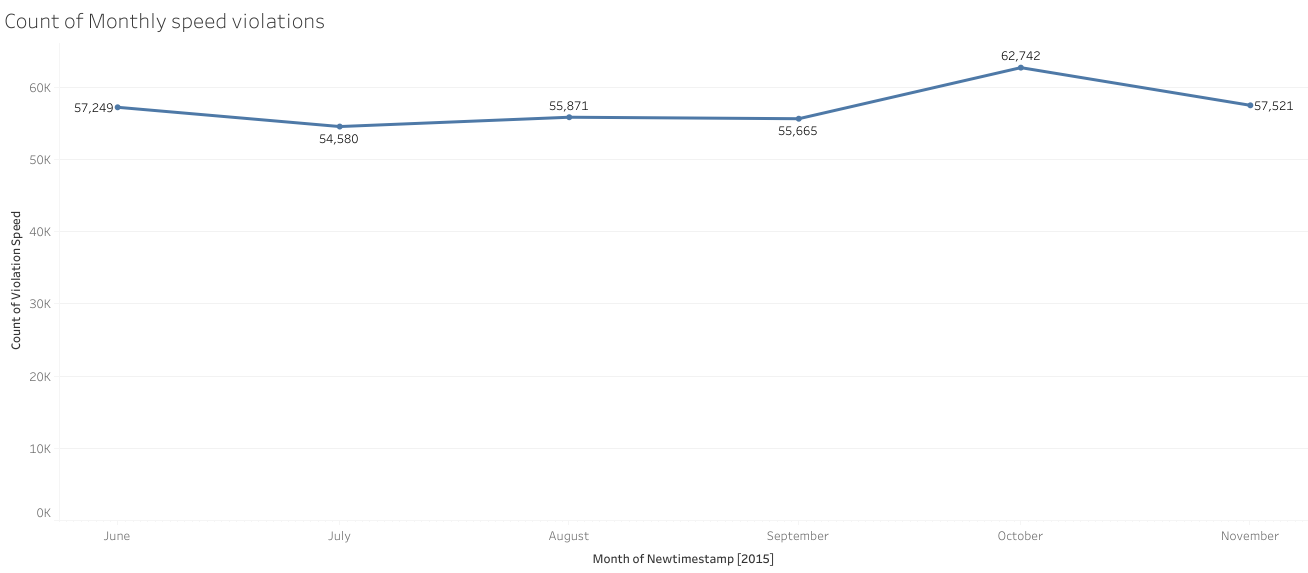 Count of Monthly speed violations
62,742
60K
57,249
55,871
57,521
55,665
54,580
50K
40K
30K
20K
10K
0K
Count of Violation Speed
June July August September October November
Month of Newtimestamp [2015]